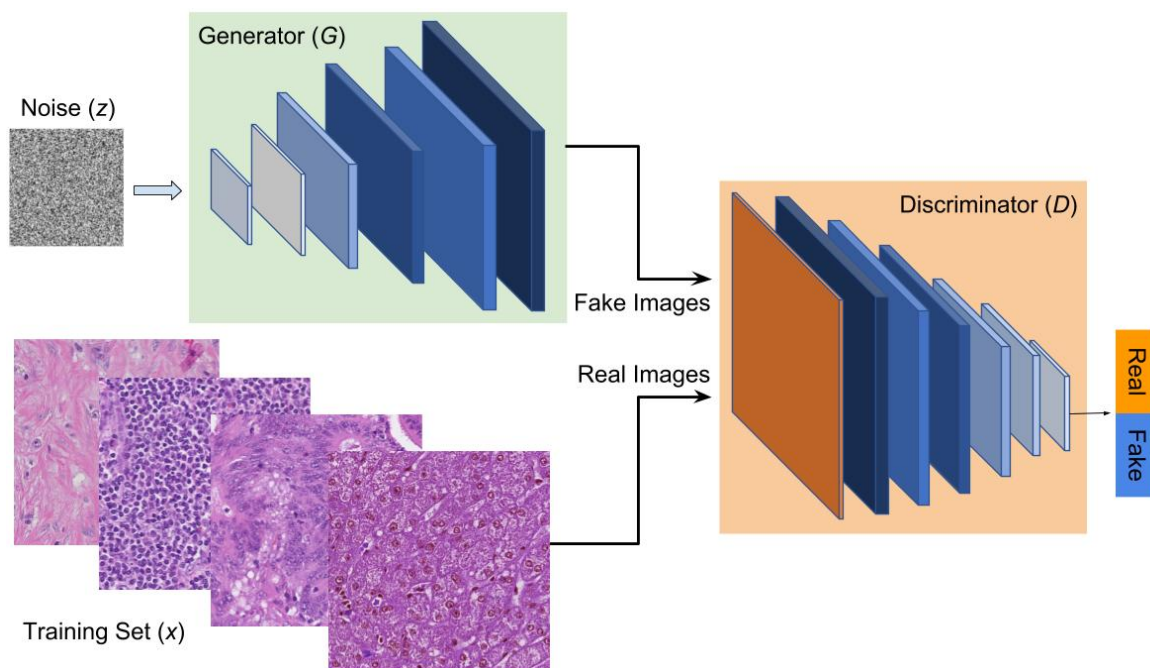 Generator (G)
Noise (z)
Discriminator (D)
Fake Images
Real Images
Real
Fake
Training Set (x)